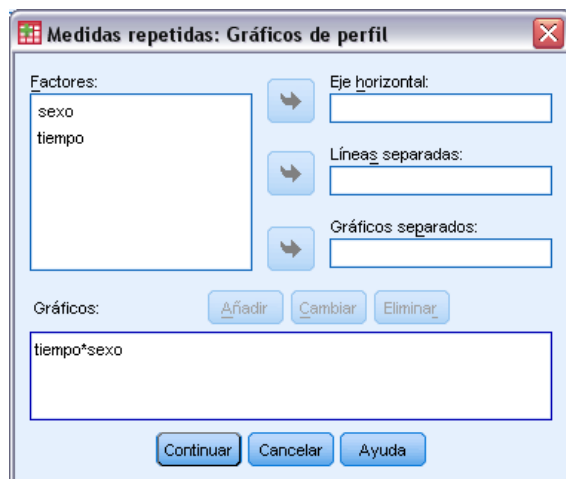 Medidas repetidas: Gráficos de perfil
Factores:
sexo
tiempo
Eje horizontal:
Líneas separadas:
Gráficos separados:
Gráficos:
Añadir
Cambiar
Eliminar
tiempo*sexo
Continuar
Cancelar
Ayuda